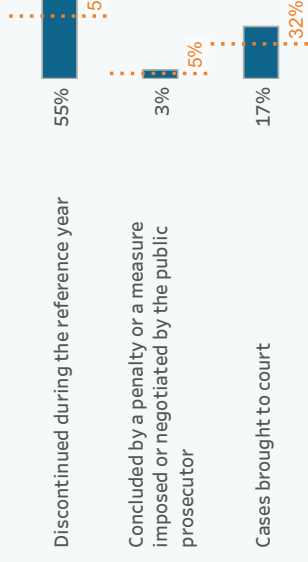 Discontinued during the reference year
55%
5
Concluded by a penalty or a measure
imposed or negotiated by the public
prosecutor
3%
5%
Cases brought to court
17%
32%